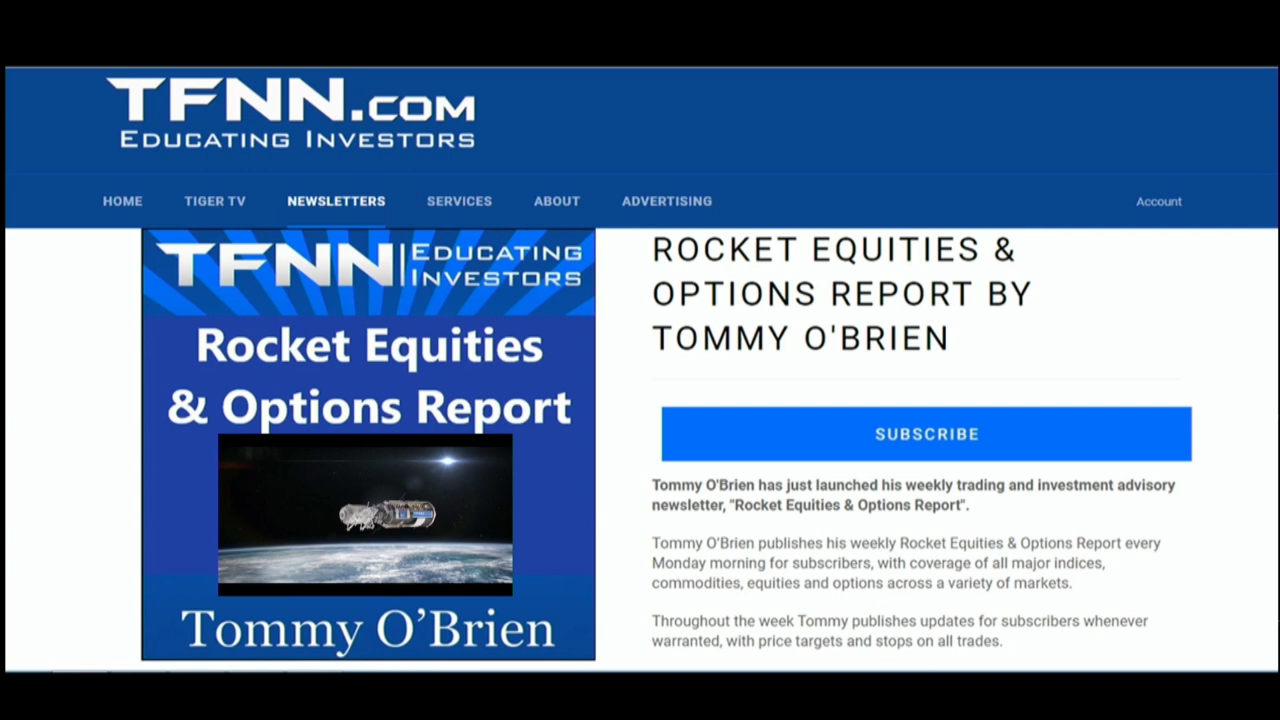 TFNN.COM
EDUCATING INVESTORS
HOME TIGER TV NEWSLETTERS SERVICES ABOUT ADVERTISING Account
TFNN EDUCATING INVESTORS
Rocket Equities
& Options Report
Tommy O’Brien
ROCKET EQUITIES &
OPTIONS REPORT BY
TOMMY O'BRIEN
SUBSCRIBE
Tommy O'Brien has just launched his weekly trading and investment advisory
newsletter, "Rocket Equities & Options Report".
Tommy O'Brien publishes his weekly Rocket Equities & Options Report every
Monday morning for subscribers, with coverage of all major indices,
commodities, equities and options across a variety of markets.
Throughout the week Tommy publishes updates for subscribers whenever
warranted, with price targets and stops on all trades.